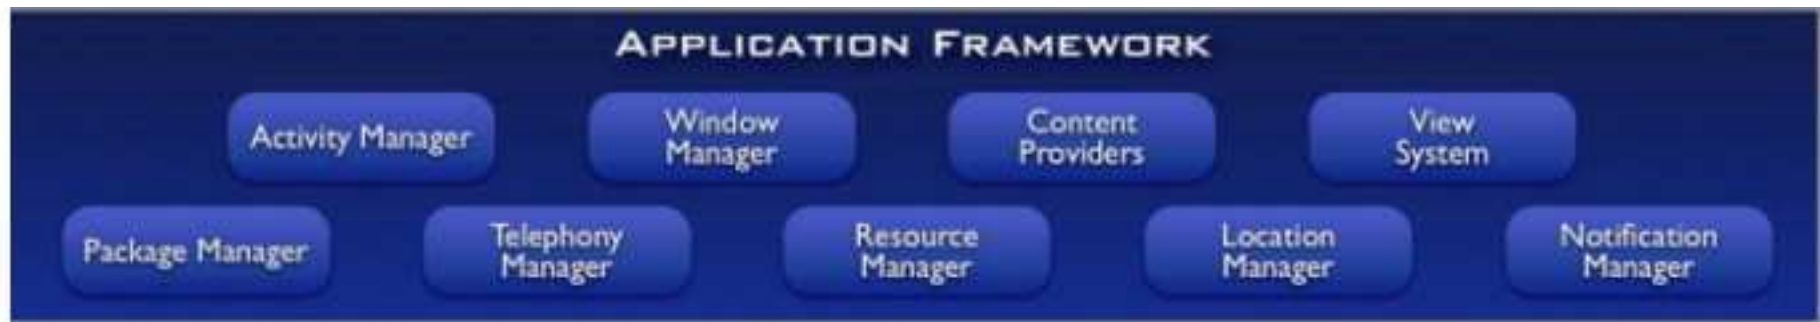 APPLICATION FRAMEWORK
Activity Manager
Window
Manager
Content
Providers
View
System
Package Manager
Telephony
Manager
Resource
Manager
Location
Manager
Notification
Manager